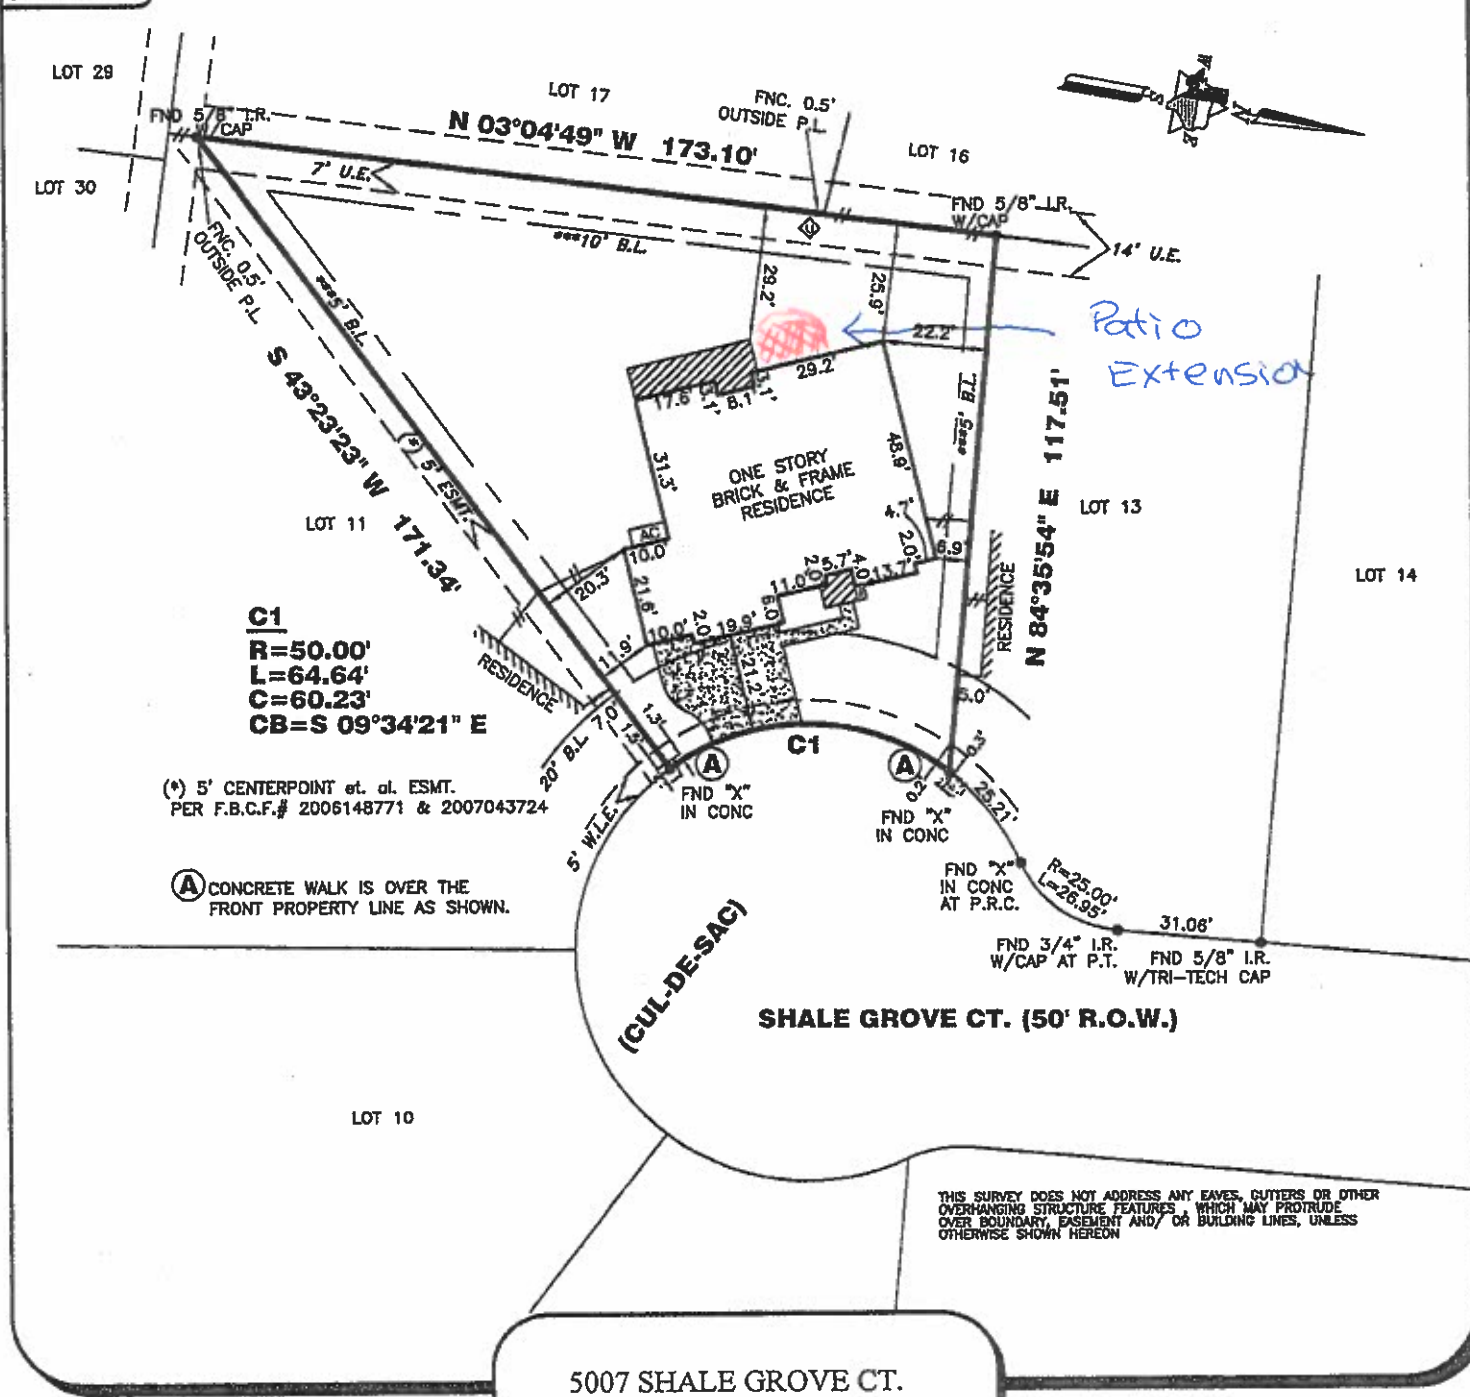 LOT 29
LOT 17
FNC. 0.5'
OUTSIDE P.L.
FND 5/8" I.R.
CAP
N 03°04'49" W 173.10'
LOT 16
LOT 30
7' U.E.
FND 5/8" I.R.
W/CAP
14' U.E.
***10' B.L.
FNC. 0.5'
OUTSIDE P.L.
***5' B.L.
29.2'
25.9'
22.2'
Patio
Extension
S 43°23'23" W 171.34'
17.6'
8.1'
29.2'
***5' B.L.
N 84°35'54" E 117.51'
31.3'
ONE STORY
BRICK & FRAME
RESIDENCE
48.9'
(*) 5' ESMT.
LOT 11
LOT 13
4.7'
2.0'
6.9'
AC
10.0'
20.3'
21.6'
LOT 14
RESIDENCE
11.0'
2.0'
5.7'
4.0'
13.7'
6.0'
C1
R=50.00'
L=64.64'
C=60.23'
CB=S 09°34'21" E
10.0'
2.0'
19.9'
11.9'
21.2'
RESIDENCE
5.0'
1.3'
20' B.L.
C1
0.3'
A
A
FND "X"
IN CONC
0.2'
25.21'
FND "X"
IN CONC
(*) 5' CENTERPOINT et. al. ESMT.
PER F.B.C.F.# 2006148771 & 2007043724
5' W.L.E.
FND "X"
IN CONC
AT P.R.C.
R=25.00'
L=26.95'
A CONCRETE WALK IS OVER THE
FRONT PROPERTY LINE AS SHOWN.
31.06'
FND 3/4" I.R.
W/CAP AT P.T.
FND 5/8" I.R.
W/TRI-TECH CAP
(CUL-DE-SAC)
SHALE GROVE CT. (50' R.O.W.)
LOT 10
THIS SURVEY DOES NOT ADDRESS ANY EAVES, GUTTERS OR OTHER
OVERHANGING STRUCTURE FEATURES , WHICH MAY PROTRUDE
OVER BOUNDARY, EASEMENT AND/ OR BUILDING LINES, UNLESS
OTHERWISE SHOWN HEREON
5007 SHALE GROVE CT.